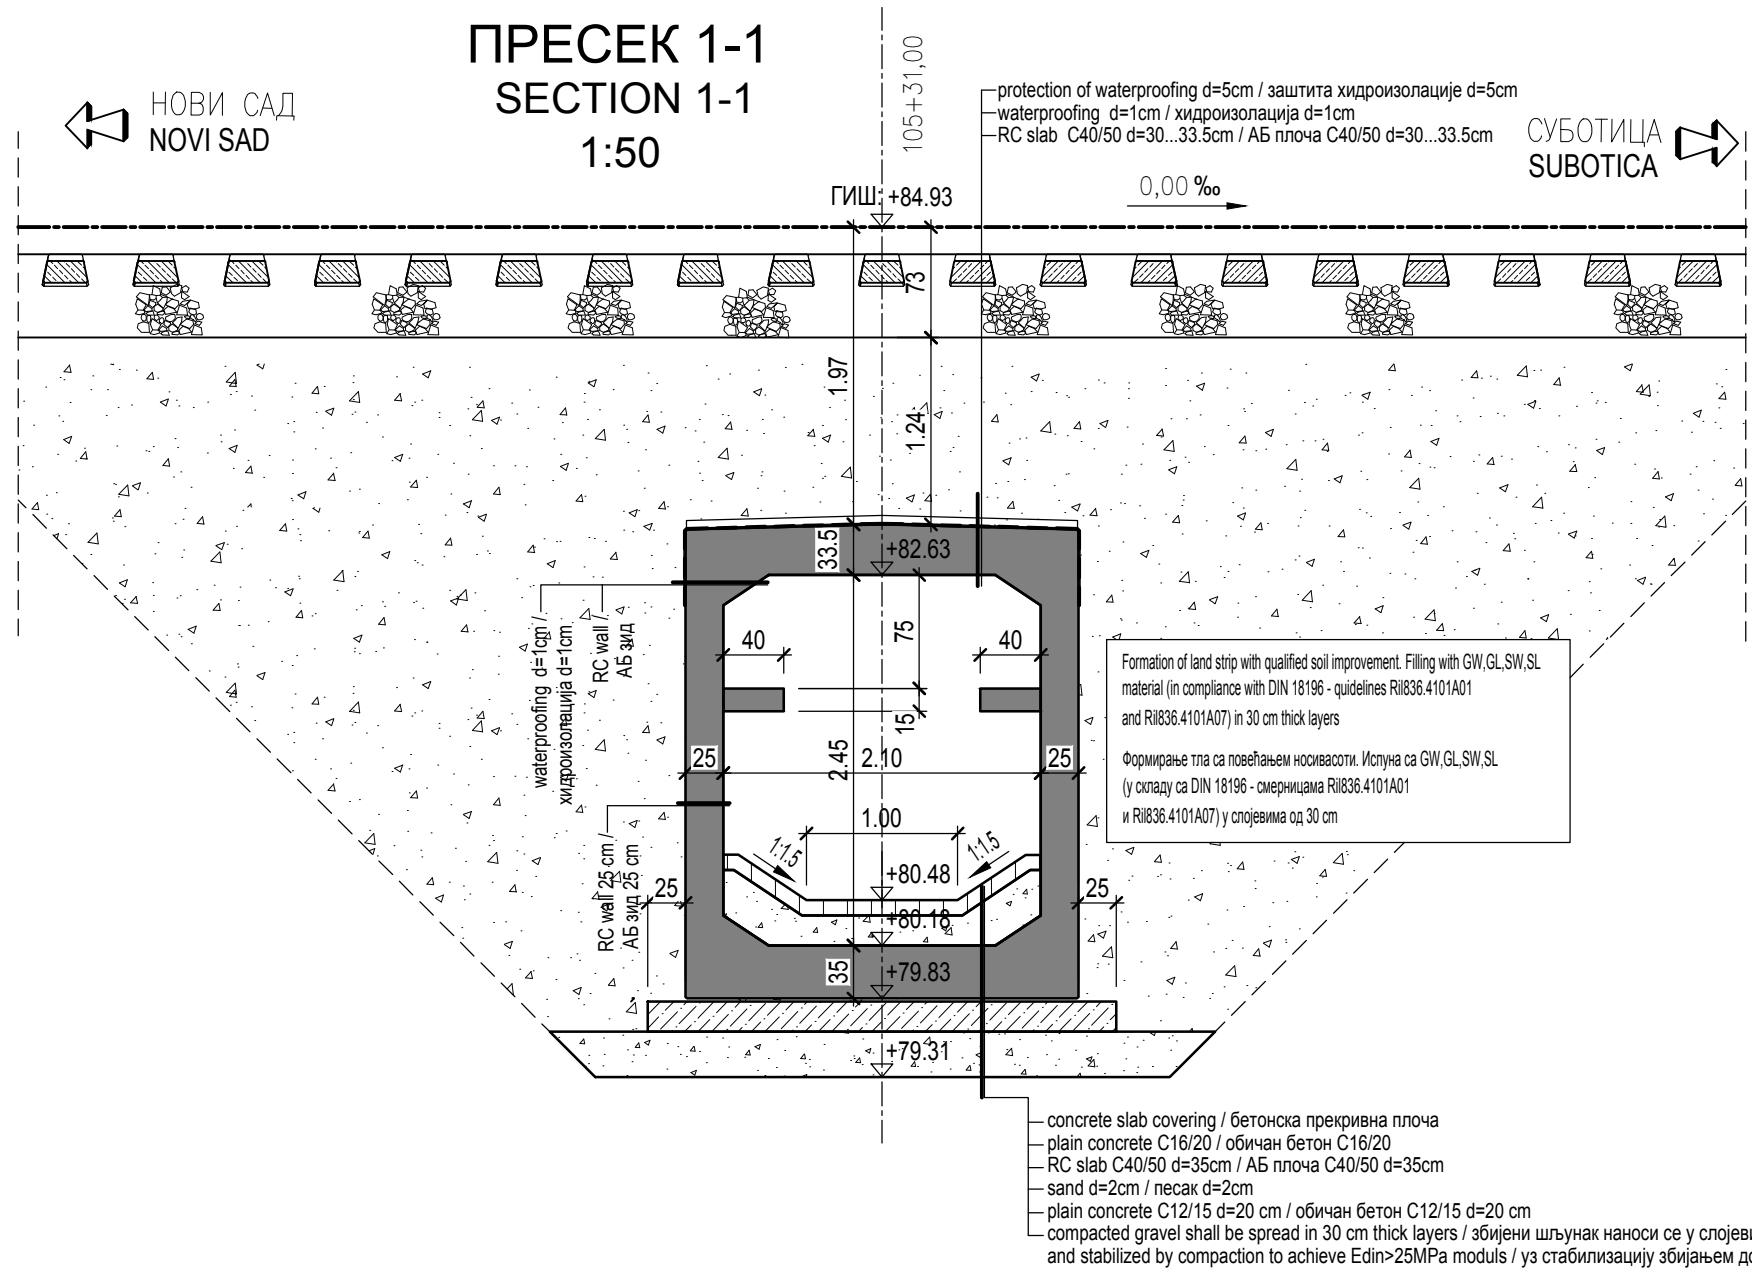 ПРЕСЕК 1-1
SECTION 1-1
1:50
НОВИ САД
NOVI SAD
105+31,00
protection of waterproofing d=5cm / заштита хидроизолације d=5cm
waterproofing d=1cm / хидроизолација d=1cm
RC slab C40/50 d=30...33.5cm / АБ плоча C40/50 d=30...33.5cm
СУБОТИЦА
SUBOTICA
0,00 ‰
ГИШ: +84.93
73
1.97
1.24
33.5
+82.63
waterproofing d=1cm /
хидроизолација d=1cm
RC wall /
АБ зид
40
75
40
15
25
2.45
2.10
25
1.00
1:1.5
1:1.5
Formation of land strip with qualified soil improvement. Filling with GW,GL,SW,SL
material (in compliance with DIN 18196 - quidelines Ril836.4101A01
and Ril836.4101A07) in 30 cm thick layers
Формирање тла са повећањем носивасоти. Испуна са GW,GL,SW,SL
(у складу са DIN 18196 - смерницама Ril836.4101A01
и Ril836.4101A07) у слојевима од 30 cm
RC wall 25 cm /
АБ зид 25 cm
25
+80.48
25
+80.18
35
+79.83
+79.31
concrete slab covering / бетонска прекривна плоча
plain concrete C16/20 / обичан бетон C16/20
RC slab C40/50 d=35cm / АБ плоча C40/50 d=35cm
sand d=2cm / песак d=2cm
plain concrete C12/15 d=20 cm / обичан бетон C12/15 d=20 cm
compacted gravel shall be spread in 30 cm thick layers / збијени шљунак наноси се у слојеви
and stabilized by compaction to achieve Edin>25MPa moduls / уз стабилизацију збијањем до